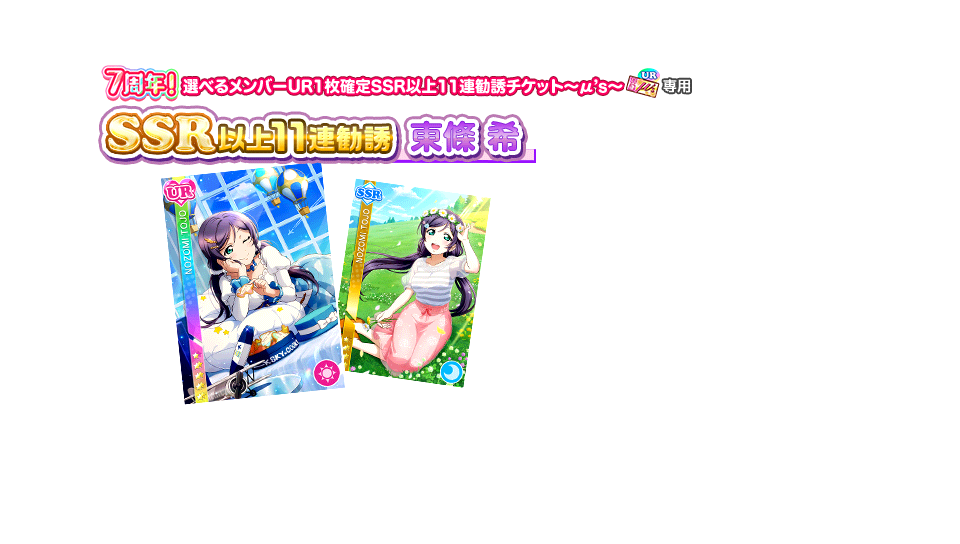 7周年! 選べるメンバーUR1枚確定SSR以上11連勧誘チケット～μ's～ UR 専用
SSR以上11連勧誘 東條 希
UR
NOZOMI TOJO
SKY COOK!
SSR
NOZOMI TOJO